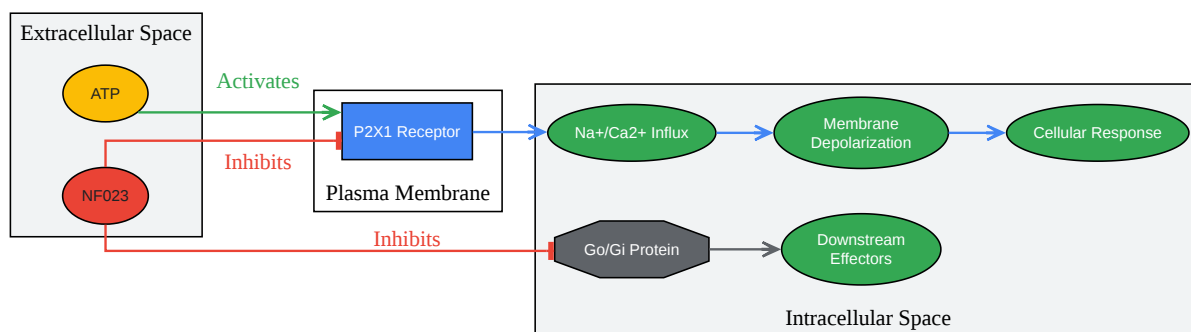 Extracellular Space
ATP
Activates
P2X1 Receptor
Na+/Ca2+ Influx
Membrane
Depolarization
Cellular Response
Inhibits
Plasma Membrane
NF023
Inhibits
Go/Gi Protein
Downstream
Effectors
Intracellular Space